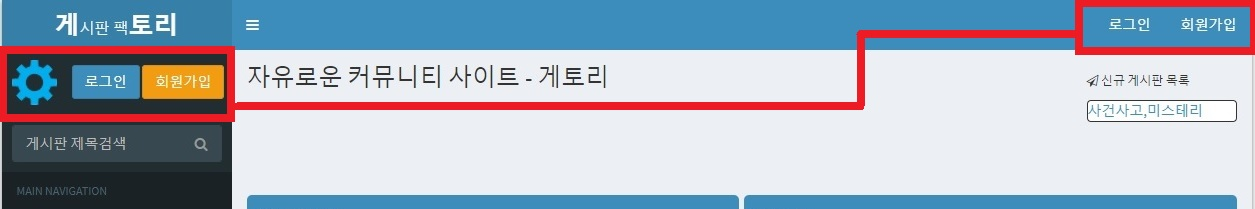 게시판 팩토리
로그인 회원가입
로그인 회원가입
자유로운 커뮤니티 사이트 - 게토리
신규 게시판 목록
사건사고,미스테리
게시판 제목검색
MAIN NAVIGATION